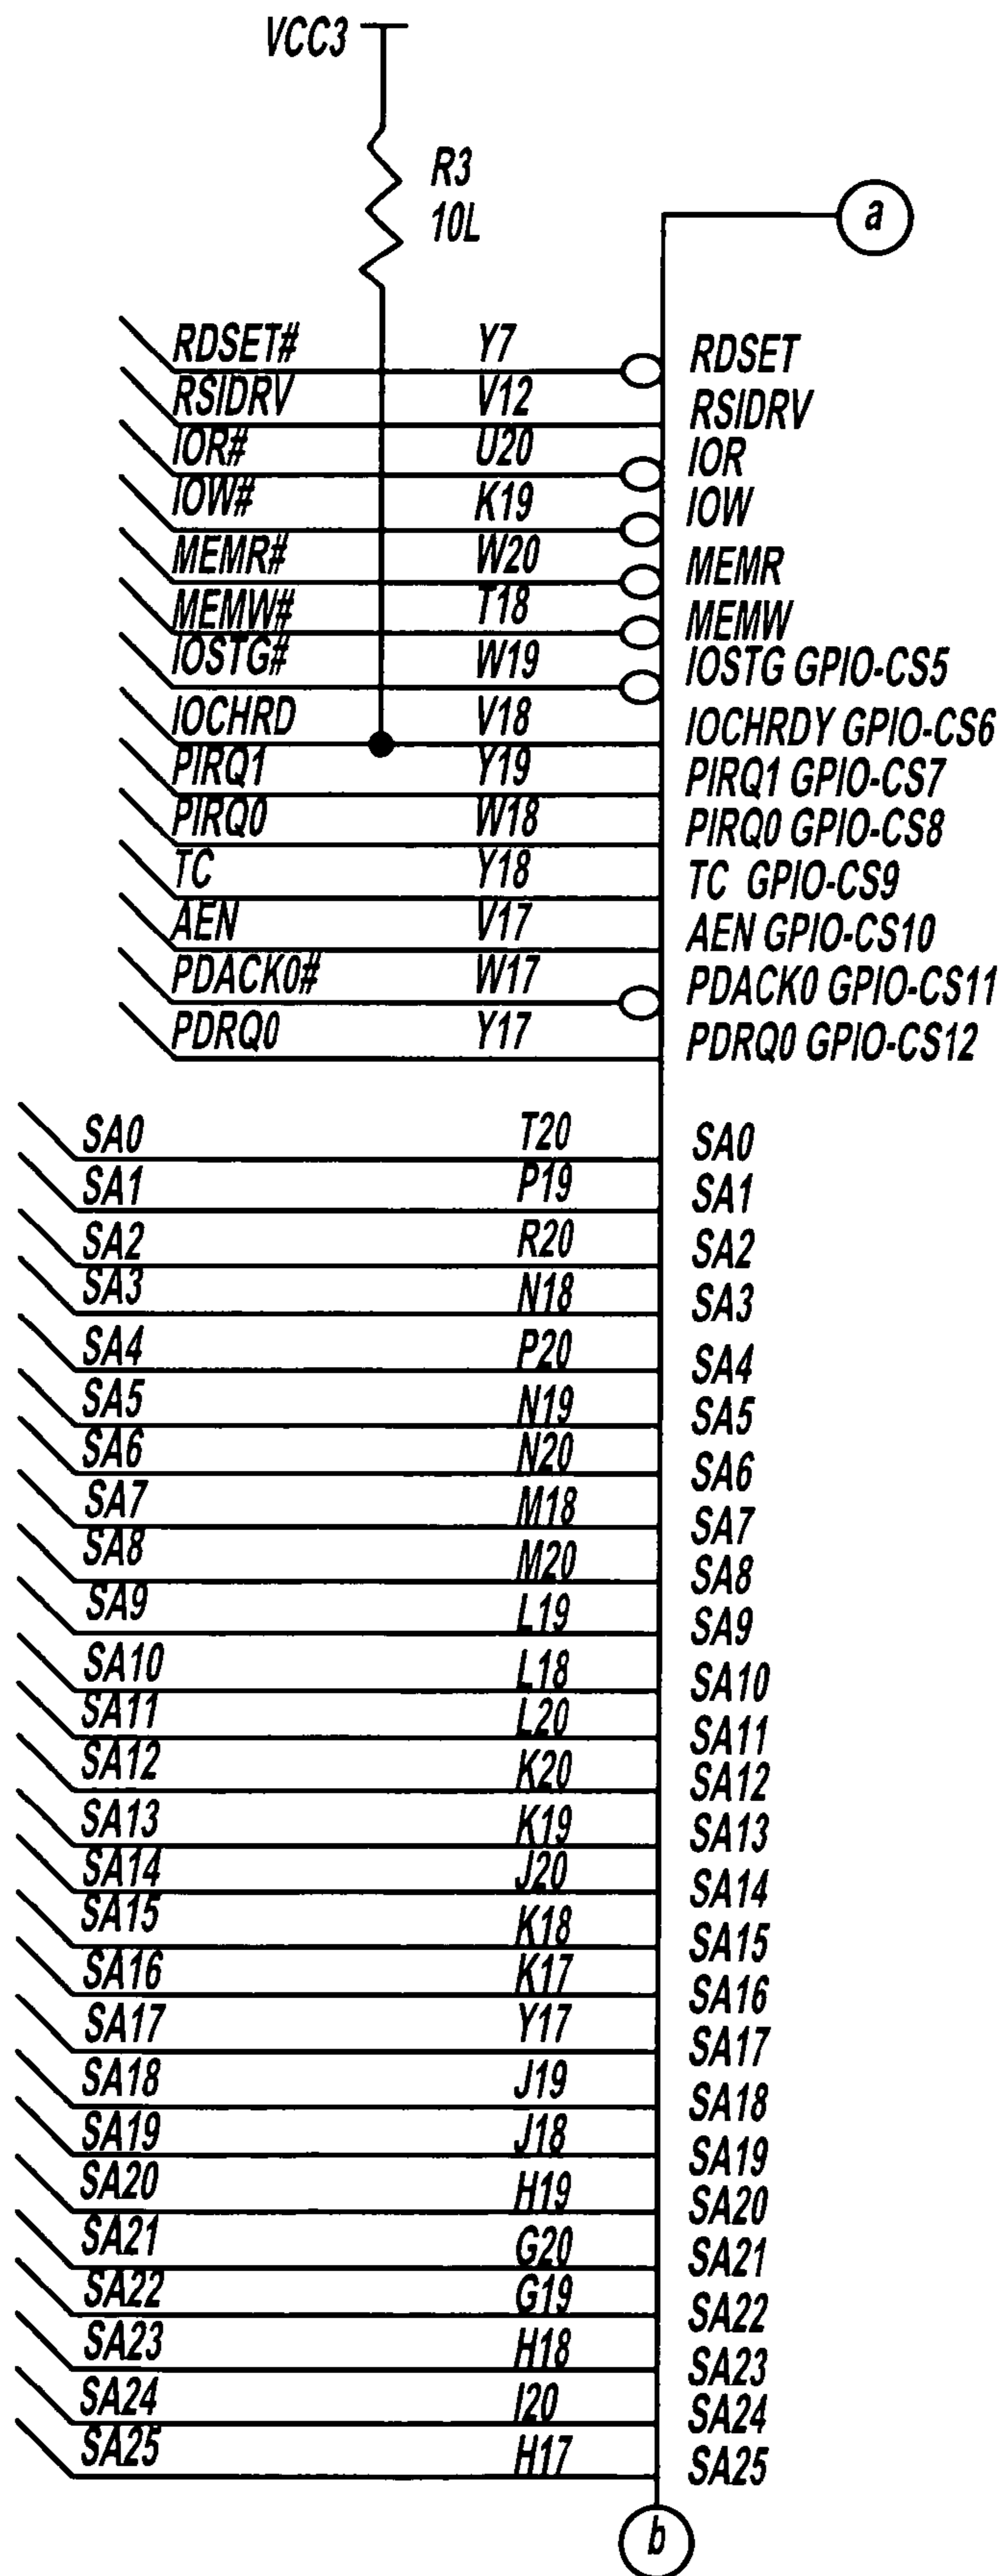 VCC3
R3
10L
a
RDSET# Y7 RDSET
RSIDRV V12 RSIDRV
IOR# U20 IOR
IOW# K19 IOW
MEMR# W20 MEMR
MEMW# T18 MEMW
IOSTG# W19 IOSTG GPIO-CS5
IOCHRD V18 IOCHRDY GPIO-CS6
PIRQ1 Y19 PIRQ1 GPIO-CS7
PIRQ0 W18 PIRQ0 GPIO-CS8
TC Y18 TC GPIO-CS9
AEN V17 AEN GPIO-CS10
PDACK0# W17 PDACK0 GPIO-CS11
PDRQ0 Y17 PDRQ0 GPIO-CS12
SA0 T20 SA0
SA1 P19 SA1
SA2 R20 SA2
SA3 N18 SA3
SA4 P20 SA4
SA5 N19 SA5
SA6 N20 SA6
SA7 M18 SA7
SA8 M20 SA8
SA9 L19 SA9
SA10 L18 SA10
SA11 L20 SA11
SA12 K20 SA12
SA13 K19 SA13
SA14 J20 SA14
SA15 K18 SA15
SA16 K17 SA16
SA17 Y17 SA17
SA18 J19 SA18
SA19 J18 SA19
SA20 H19 SA20
SA21 G20 SA21
SA22 G19 SA22
SA23 H18 SA23
SA24 I20 SA24
SA25 H17 SA25
b